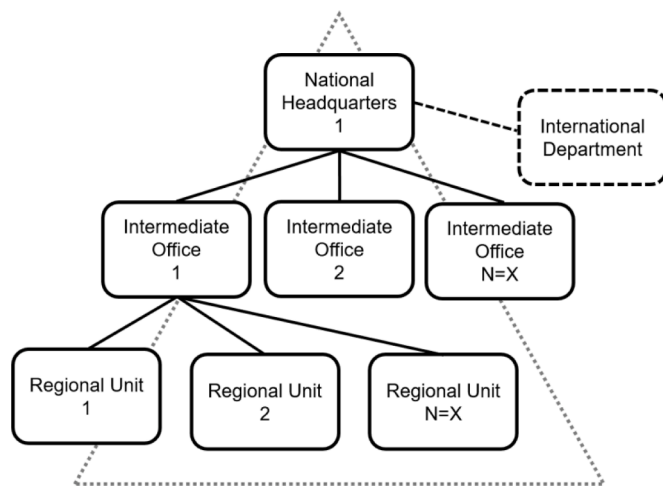 National
Headquarters
1
International
Department
Intermediate
Office
1
Intermediate
Office
2
Intermediate
Office
N=X
Regional Unit
1
Regional Unit
2
Regional Unit
N=X